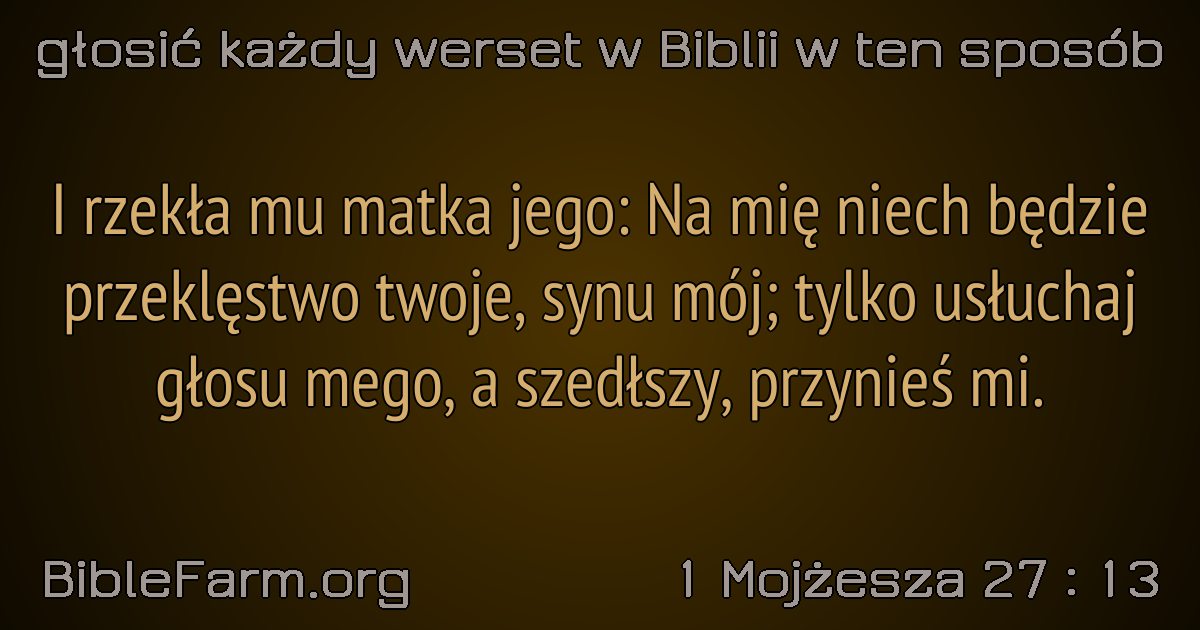 głosić każdy werset w Biblii w ten sposób
I rzekła mu matka jego: Na mię niech będzie
przeklęstwo twoje, synu mój; tylko usłuchaj
głosu mego, a szedłszy, przynieś mi.
BibleFarm.org
1 Mojżesza 27 : 13